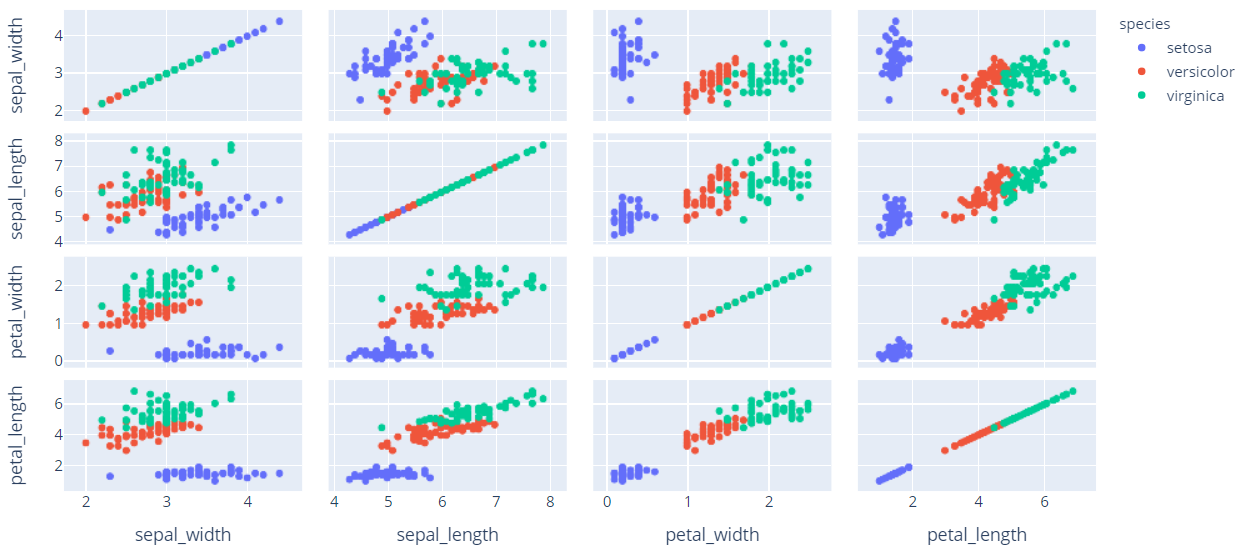 species
setosa
versicolor
virginica
sepal_width
4
3
2
sepal_length
8
7
6
5
4
petal_width
2
1
0
petal_length
6
4
2
2 3 4
4 5 6 7 8
0 1 2
2 4 6
sepal_width sepal_length petal_width petal_length